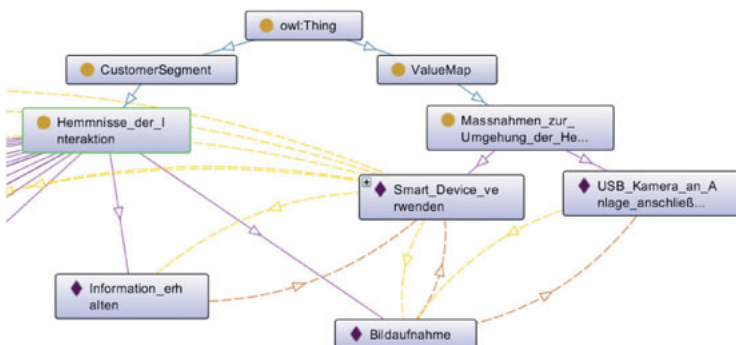 owl:Thing
CustomerSegment
ValueMap
Hemmnisse_der_I
nteraktion
Massnahmen_zur_
Umgehung_der_He...
Smart_Device_ve
rwenden
USB_Kamera_an_A
nlage_anschließ...
Information_erh
alten
Bildaufnahme